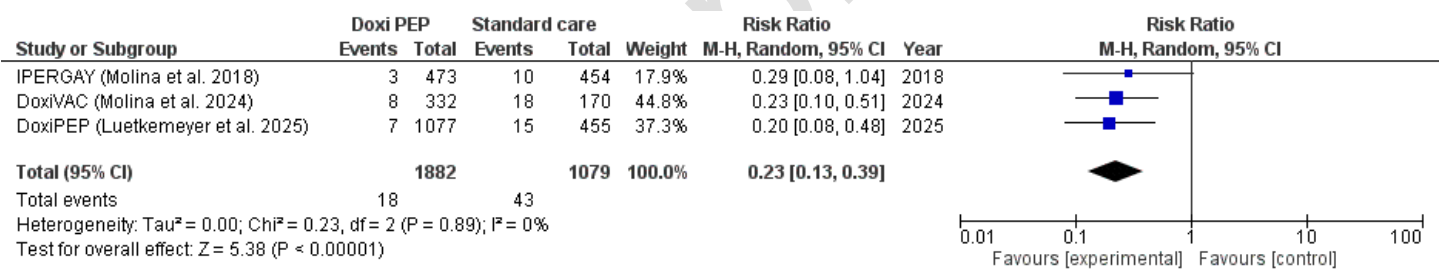 Doxi PEP Standard care Risk Ratio Risk Ratio
Study or Subgroup Events Total Events Total Weight M-H, Random, 95% CI Year M-H, Random, 95% CI
IPERGAY (Molina et al. 2018) 3 473 10 454 17.9% 0.29 [0.08, 1.04] 2018
DoxiVAC (Molina et al. 2024) 8 332 18 170 44.8% 0.23 [0.10, 0.51] 2024
DoxiPEP (Luetkemeyer et al. 2025) 7 1077 15 455 37.3% 0.20 [0.08, 0.48] 2025
Total (95% CI) 1882 1079 100.0% 0.23 [0.13, 0.39]
Total events 18 43
Heterogeneity: Tau² = 0.00; Chi² = 0.23, df = 2 (P = 0.89); I² = 0%
Test for overall effect: Z = 5.38 (P < 0.00001)
0.01 0.1 1 10 100
Favours [experimental] Favours [control]